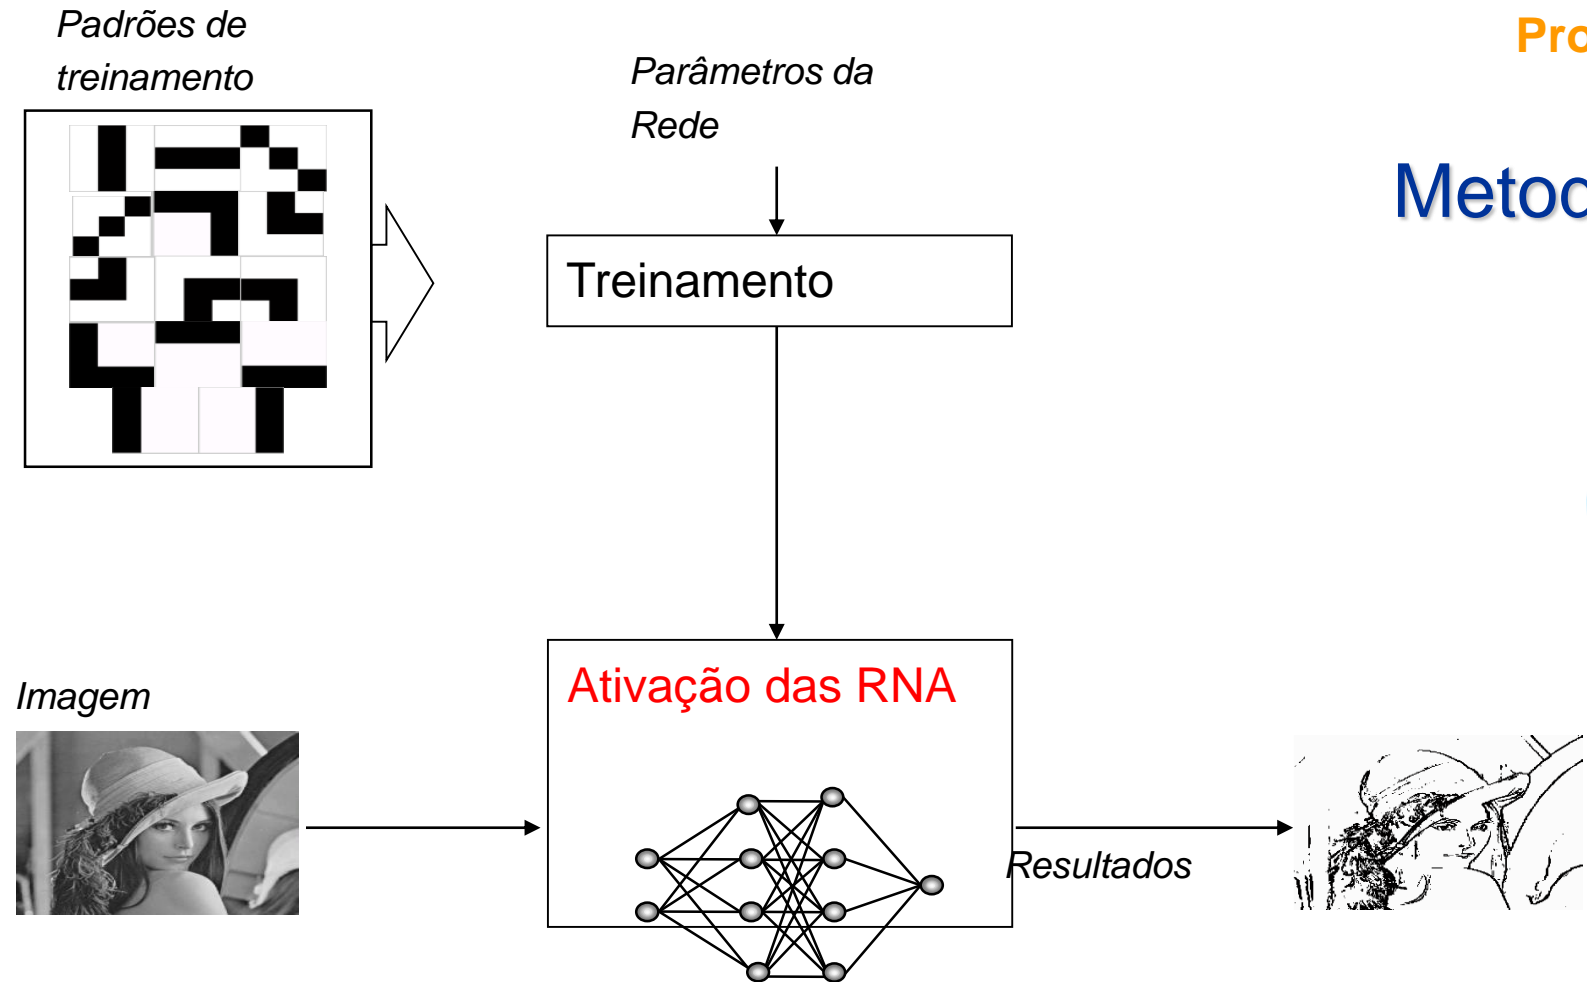 Padrões de
treinamento
Parâmetros da
Rede
Treinamento
Ativação das RNA
Imagem
Resultados